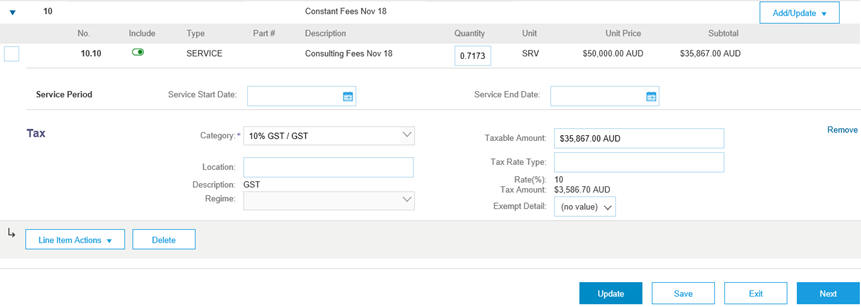 10 Constant Fees Nov 18 Add/Update
No. Include Type Part # Description Quantity Unit Unit Price Subtotal
10.10 SERVICE Consulting Fees Nov 18 0.7173 SRV $50,000.00 AUD $35,867.00 AUD
Service Period Service Start Date: Service End Date:
Tax Category:* 10% GST / GST Taxable Amount: $35,867.00 AUD Remove
Location: Tax Rate Type:
Description: GST Rate(%): 10
Regime: Tax Amount: $3,586.70 AUD
Exempt Detail: (no value)
Line Item Actions Delete
Update Save Exit Next